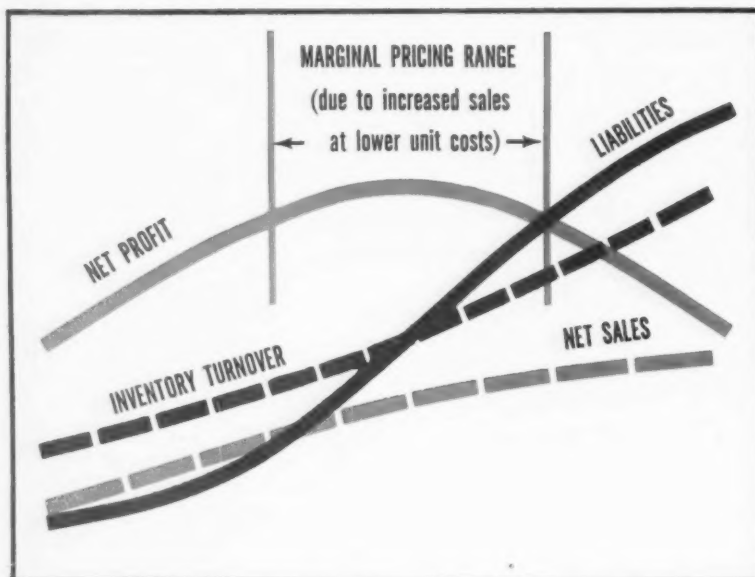 MARGINAL PRICING RANGE
(due to increased sales
at lower unit costs)
LIABILITIES
NET PROFIT
INVENTORY TURNOVER
NET SALES